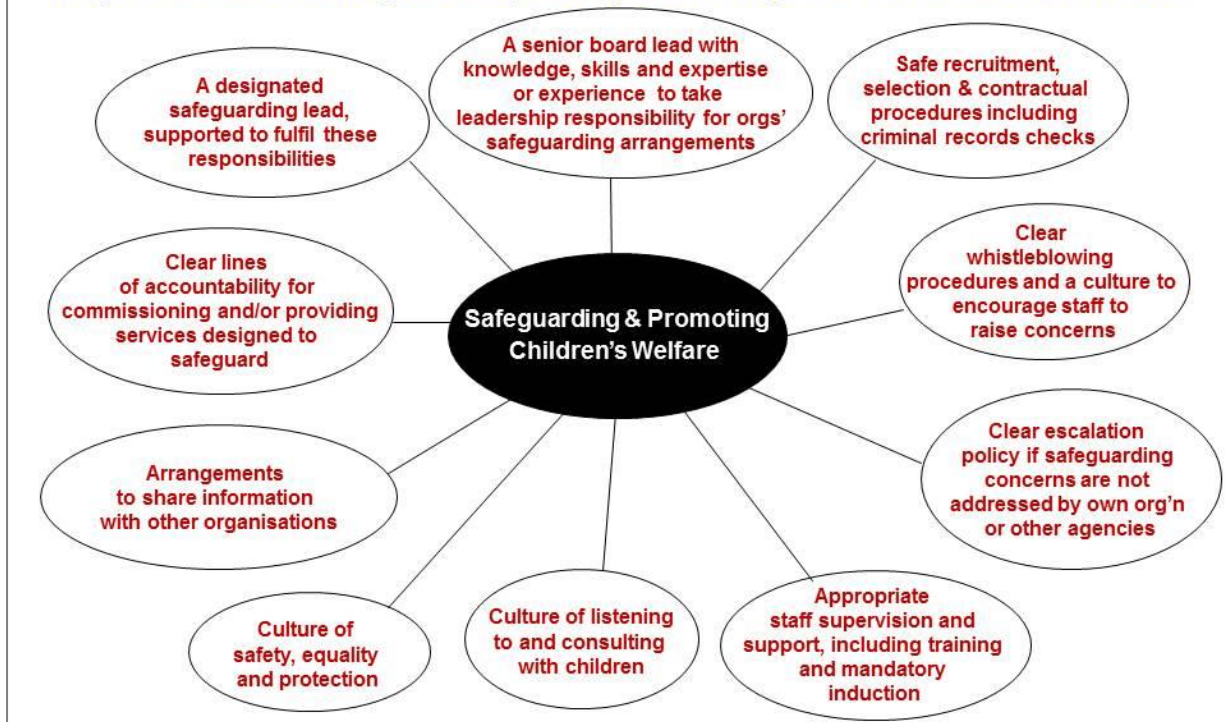 A designated
safeguarding lead,
supported to fulfil these
responsibilities
A senior board lead with
knowledge, skills and expertise
or experience to take
leadership responsibility for orgs’
safeguarding arrangements
Safe recruitment,
selection & contractual
procedures including
criminal records checks
Clear lines
of accountability for
commissioning and/or providing
services designed to
safeguard
Safeguarding & Promoting
Children’s Welfare
Clear
whistleblowing
procedures and a culture to
encourage staff to
raise concerns
Arrangements
to share information
with other organisations
Clear escalation
policy if safeguarding
concerns are not
addressed by own org’n
or other agencies
Culture of
safety, equality
and protection
Culture of listening
to and consulting
with children
Appropriate
staff supervision and
support, including training
and mandatory
induction